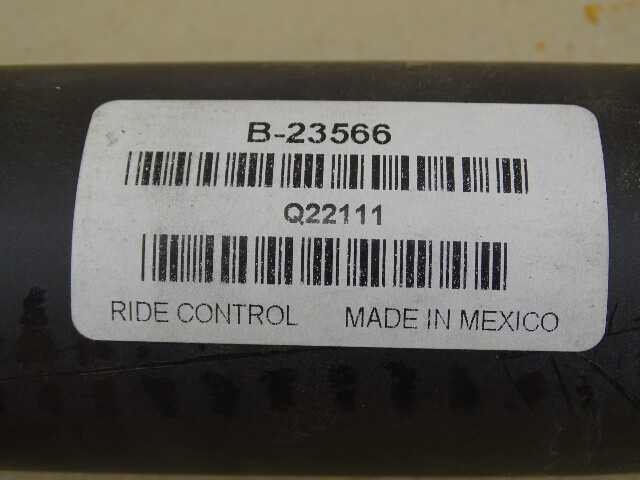 B-23566
Q22111
RIDE CONTROL MADE IN MEXICO